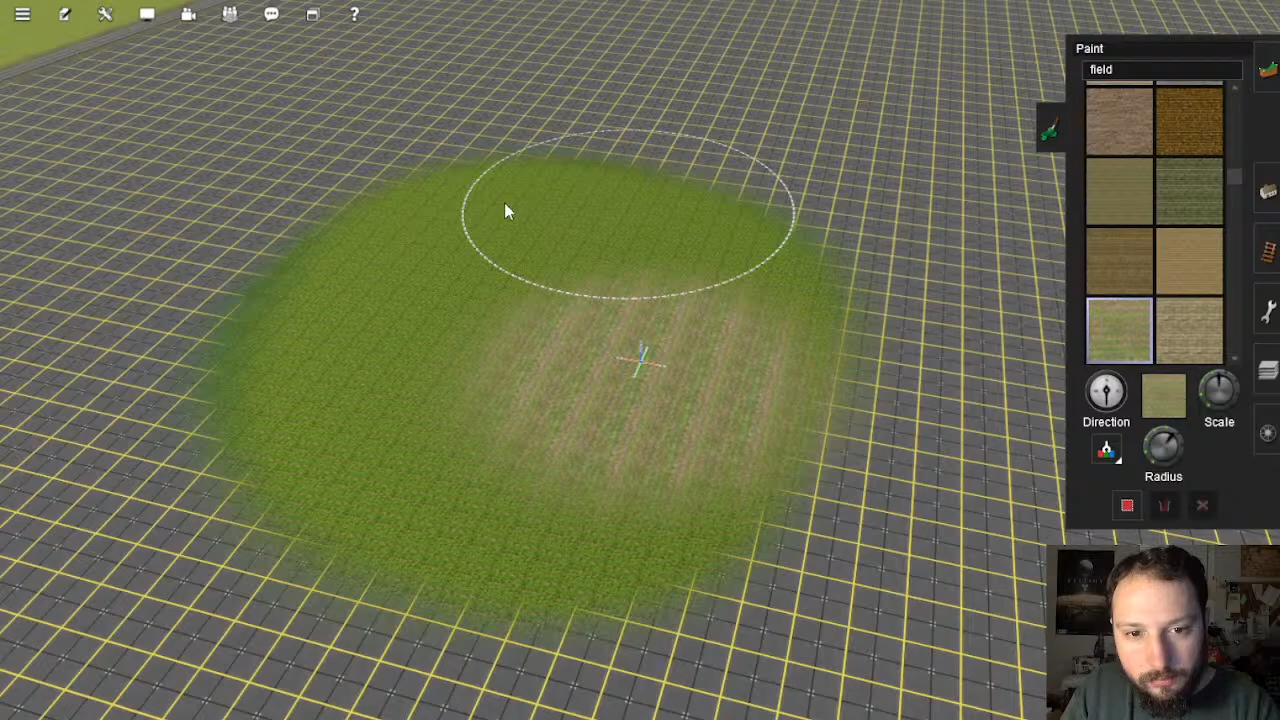 ?
Paint
field
Direction
Scale
Radius